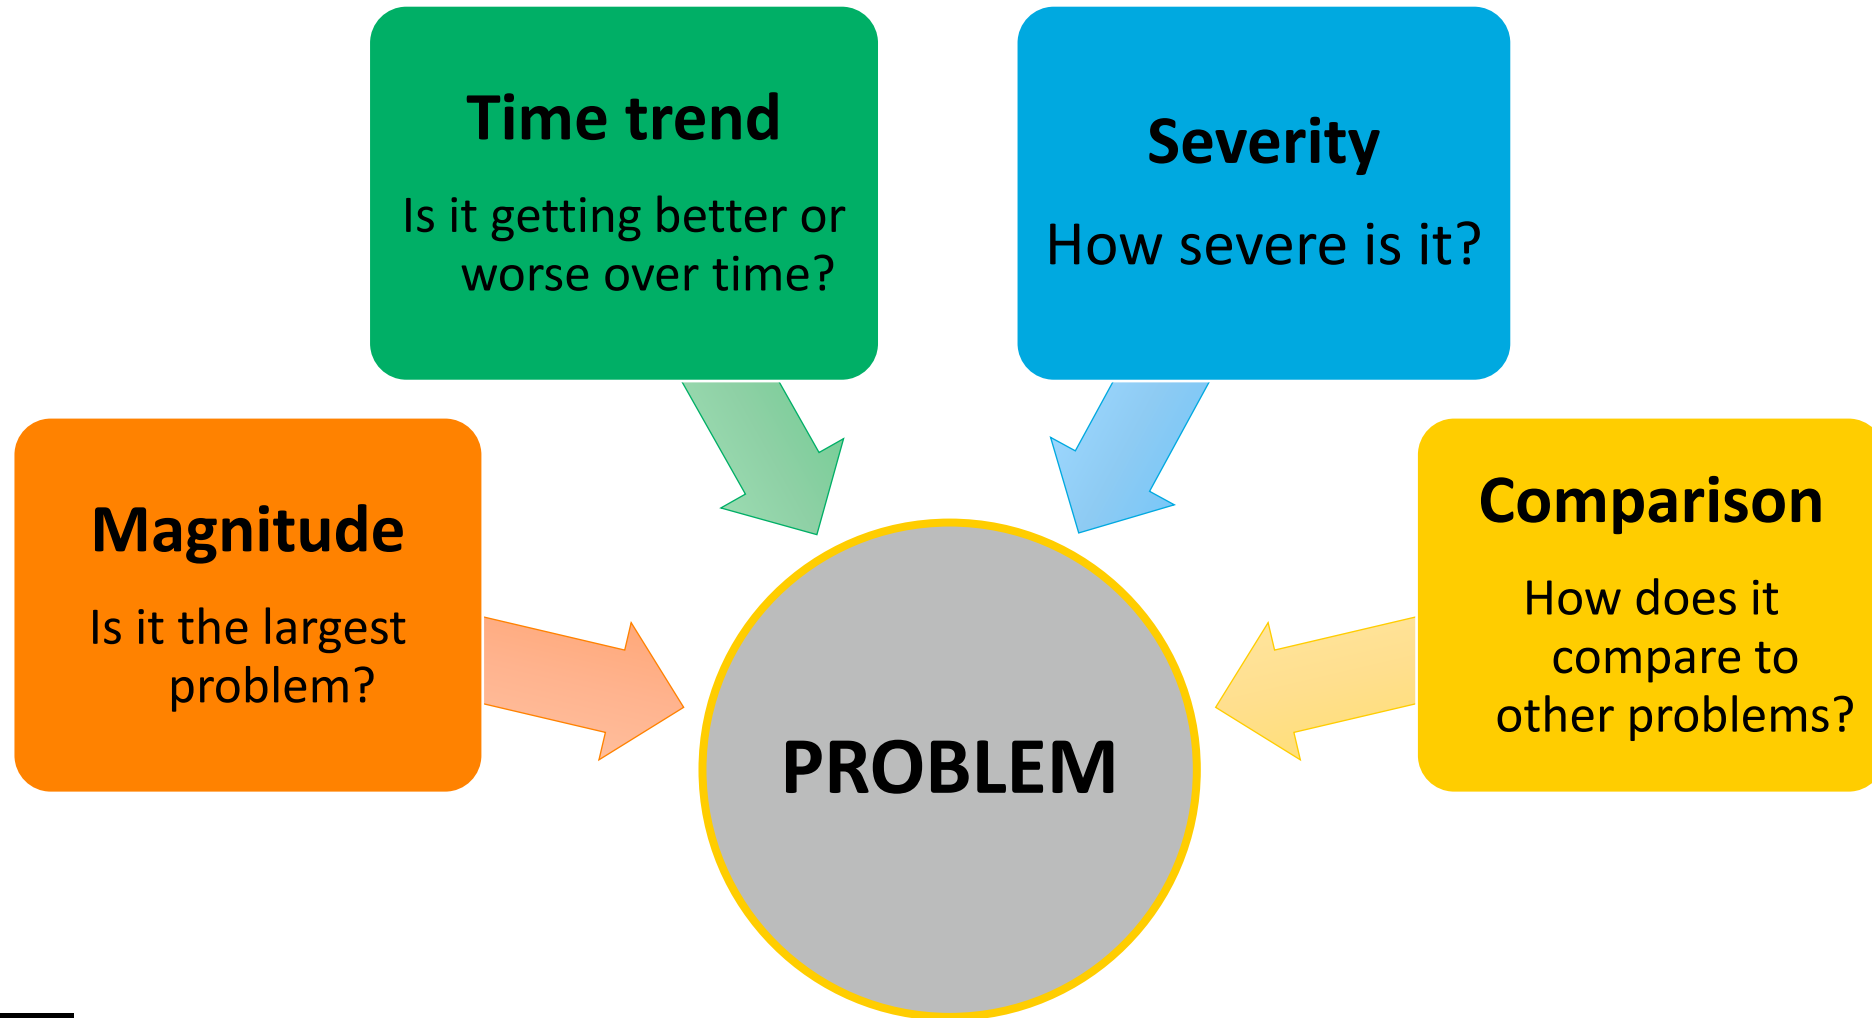 Time trend
Is it getting better or
worse over time?
Severity
How severe is it?
Magnitude
Is it the largest
problem?
Comparison
How does it
compare to
other problems?
PROBLEM